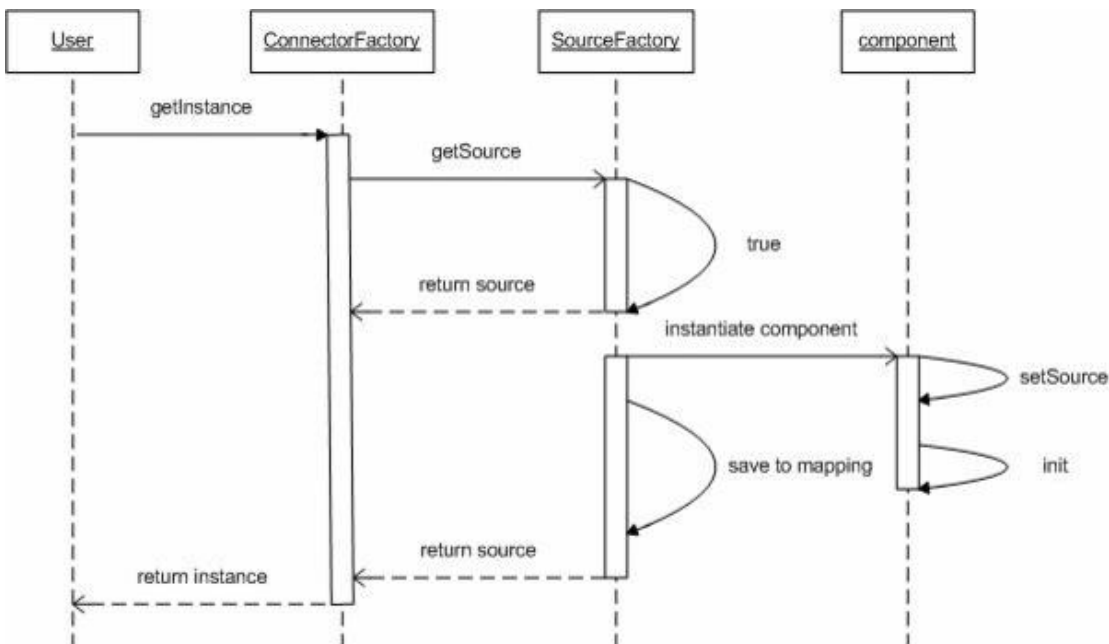 User
ConnectorFactory
SourceFactory
component
getInstance
getSource
true
return source
instantiate component
setSource
save to mapping
init
return source
return instance